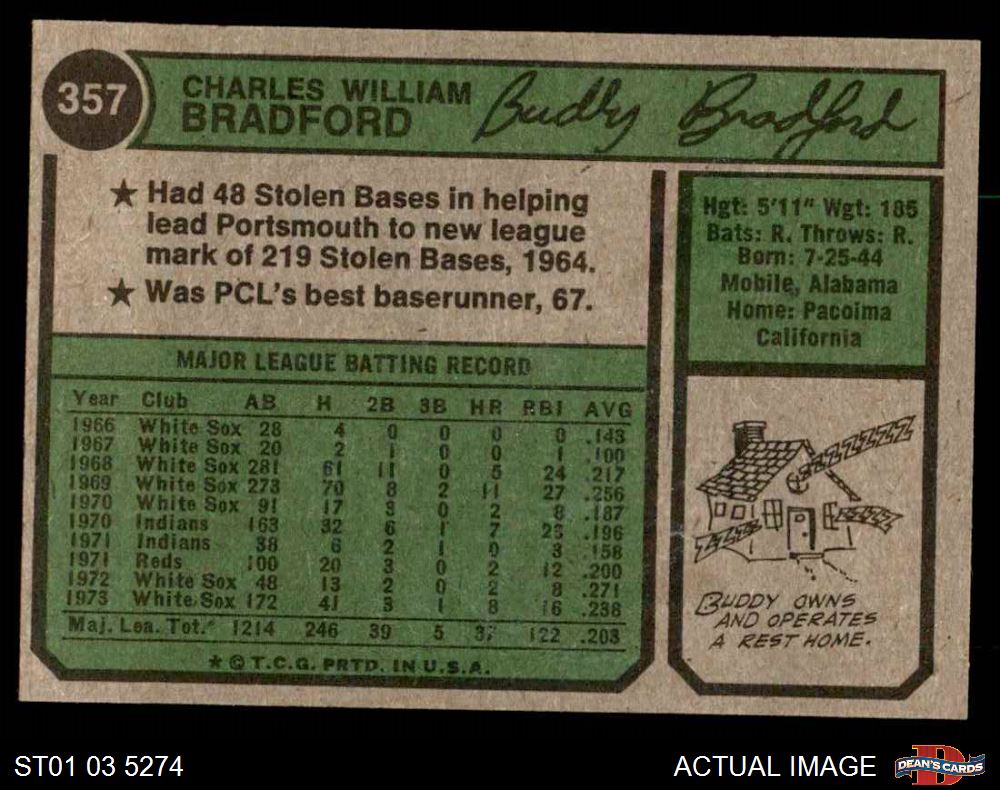 357
CHARLES WILLIAM
BRADFORD
Buddy Bradford
★ Had 48 Stolen Bases in helping
lead Portsmouth to new league
mark of 219 Stolen Bases, 1964.
★ Was PCL's best baserunner, 67.
Hgt: 5'11" Wgt: 185
Bats: R. Throws: R.
Born: 7-25-44
Mobile, Alabama
Home: Pacoima
California
MAJOR LEAGUE BATTING RECORD
Year Club AB H 2B 3B HR RBI AVG
1966 White Sox 28 4 0 0 0 0 .143
1967 White Sox 20 2 1 0 0 1 .100
1968 White Sox 281 61 11 0 5 24 .217
1969 White Sox 273 70 8 2 11 27 .256
1970 White Sox 91 17 3 0 2 8 .187
1970 Indians 163 32 6 1 7 23 .196
1971 Indians 38 6 2 1 0 3 .158
1971 Reds 100 20 3 0 2 12 .200
1972 White Sox 48 13 2 0 2 8 .271
1973 White Sox 172 41 3 1 8 16 .238
Maj. Lea. Tot. 1214 246 39 5 37 122 .203
★ © T.C.G. PRTD. IN U.S.A.
BUDDY OWNS
AND OPERATES
A REST HOME.
ST01 03 5274
ACTUAL IMAGE
DEAN'S CARDS